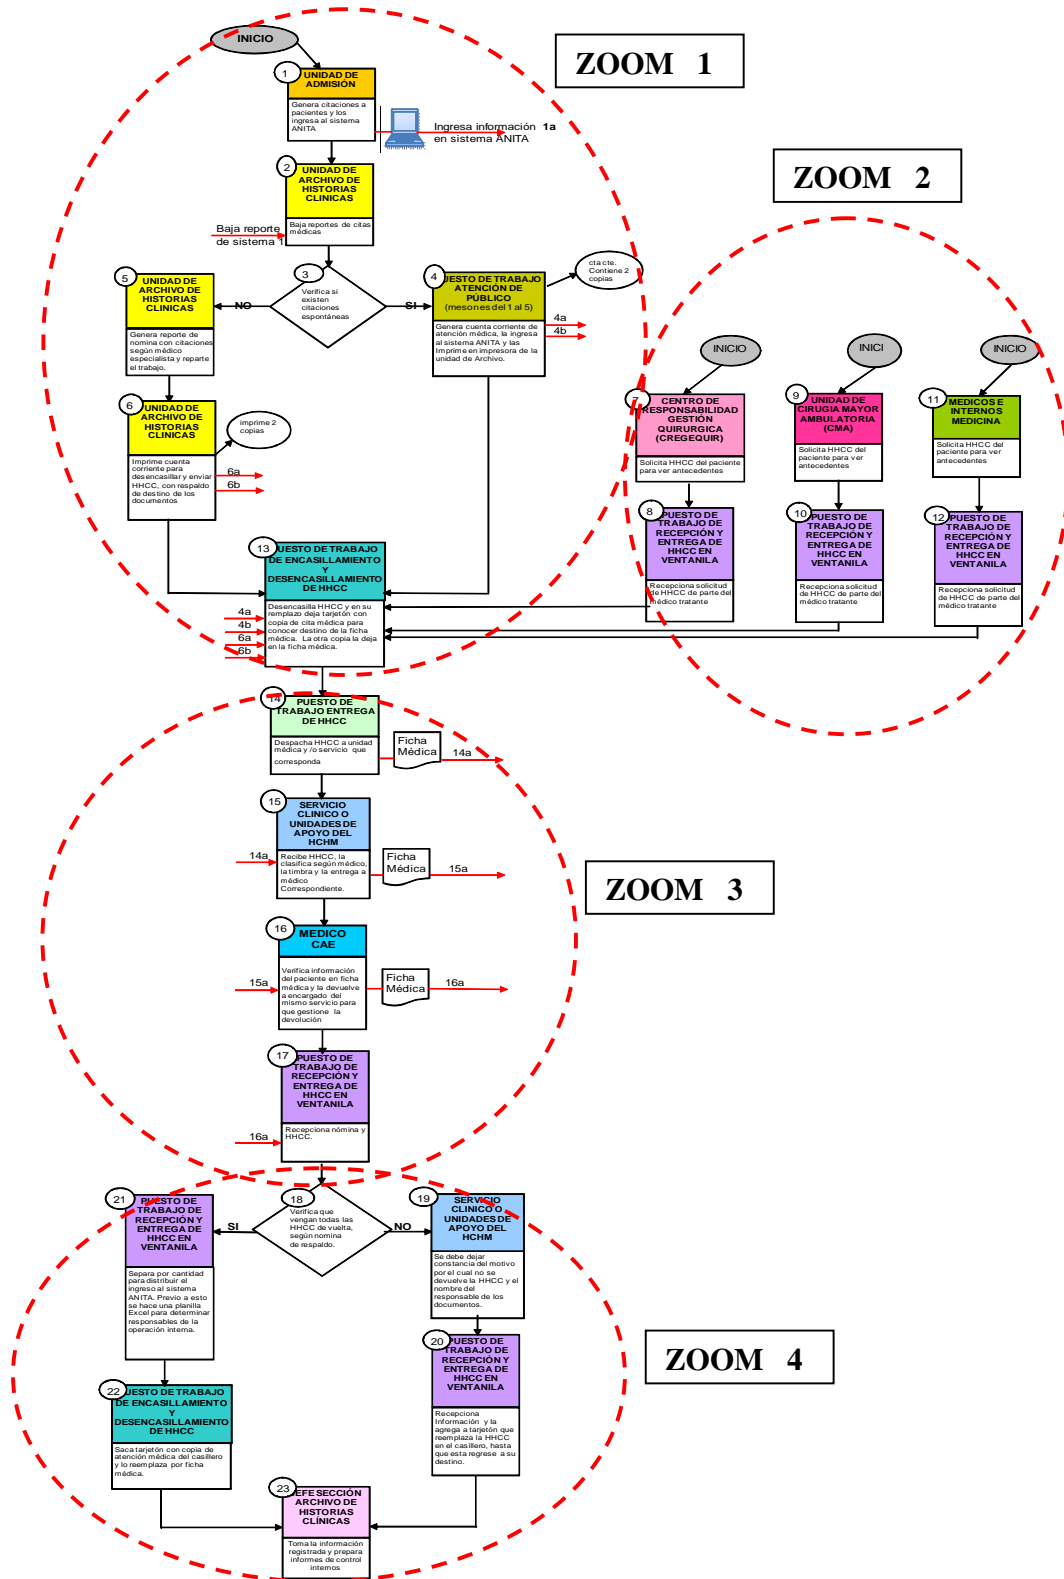 INICIO
ZOOM 1
1
UNIDAD DE
ADMISIÓN
Genera citaciones a
pacientes y los
ingresa al sistema
ANITA
Ingresa información 1a
en sistema ANITA
2
UNIDAD DE
ARCHIVO DE
HISTORIAS
CLINICAS
Baja reportes de citas
médicas
Baja reporte
de sistema 1
ZOOM 2
3
Verifica si
existen
citaciones
espontáneas
NO
SI
5
UNIDAD DE
ARCHIVO DE
HISTORIAS
CLINICAS
Genera reporte de
nomina con citaciones
según médico
especialista y reparte
el trabajo.
4
UESTO DE TRABAJO
ATENCIÓN DE
PÚBLICO
(mesones del 1 al 5)
Genera cuenta corriente de
atención médica, la ingresa
al sistema ANITA y las
Imprime en impresora de la
unidad de Archivo.
cta cte.
Contiene 2
copias
4a
4b
6
UNIDAD DE
ARCHIVO DE
HISTORIAS
CLINICAS
Imprime cuenta
corriente para
desencasillar y enviar
HHCC, con respaldo
de destino de los
documentos
imprime 2
copias
6a
6b
INICIO
INICI
INICIO
7
CENTRO DE
RESPONSABILIDAD
GESTIÓN
QUIRURGICA
(CREGEQUIR)
Solicita HHCC del paciente
para ver antecedentes
9
UNIDAD DE
CIRUGIA MAYOR
AMBULATORIA
(CMA)
Solicita HHCC del
paciente para ver
antecedentes
11
MEDICOS E
INTERNOS
MEDICINA
Solicita HHCC del
paciente para ver
antecedentes
8
PUESTO DE
TRABAJO DE
RECEPCIÓN Y
ENTREGA DE
HHCC EN
VENTANILA
Recepciona solicitud
de HHCC de parte del
médico tratante
10
PUESTO DE
TRABAJO DE
RECEPCIÓN Y
ENTREGA DE
HHCC EN
VENTANILA
Recepciona solicitud
de HHCC de parte del
médico tratante
12
PUESTO DE
TRABAJO DE
RECEPCIÓN Y
ENTREGA DE
HHCC EN
VENTANILA
Recepciona solicitud
de HHCC de parte del
médico tratante
13
UESTO DE TRABAJO
DE ENCASILLAMIENTO
Y
DESENCASILLAMIENTO
DE HHCC
Desencasilla HHCC y en su
remplazo deja tarjetón con
copia de cita médica para
conocer destino de la ficha
médica. La otra copia la deja
en la ficha médica.
4a
4b
6a
6b
14
PUESTO DE
TRABAJO ENTREGA
DE HHCC
Despacha HHCC a unidad
médica y /o servicio que
corresponda
Ficha
Médica
14a
15
SERVICIO
CLINICO O
UNIDADES DE
APOYO DEL
HCHM
Recibe HHCC, la
clasifica según médico,
la timbra y la entrega a
médico
Correspondiente.
14a
Ficha
Médica
15a
ZOOM 3
16
MEDICO
CAE
Verifica información
del paciente en ficha
médica y la devuelve
a encargado del
mismo servicio para
que gestione la
devolución
15a
Ficha
Médica
16a
17
PUESTO DE
TRABAJO DE
RECEPCIÓN Y
ENTREGA DE
HHCC EN
VENTANILA
Recepciona nómina y
HHCC.
16a
18
Verifica que
vengan todas las
HHCC de vuelta,
según nomina
de respaldo.
SI
NO
21
PUESTO DE
TRABAJO DE
RECEPCIÓN Y
ENTREGA DE
HHCC EN
VENTANILA
Separa por cantidad
para distribuir el
ingreso al sistema
ANITA. Previo a esto
se hace una planilla
Excel para determinar
responsables de la
operación interna.
19
SERVICIO
CLINICO O
UNIDADES DE
APOYO DEL
HCHM
Se debe dejar
constancia del motivo
por el cual no se
devuelve la HHCC y el
nombre del
responsable de los
documentos.
20
PUESTO DE
TRABAJO DE
RECEPCIÓN Y
ENTREGA DE
HHCC EN
VENTANILA
Recepciona
Información y la
agrega a tarjetón que
reemplaza la HHCC
en el casillero, hasta
que esta regrese a su
destino.
ZOOM 4
22
UESTO DE TRABAJO
DE ENCASILLAMIENTO
Y
DESENCASILLAMIENTO
DE HHCC
Saca tarjetón con copia de
atención médica del casillero
y lo reemplaza por ficha
médica.
23
EFE SECCIÓN
ARCHIVO DE
HISTORIAS
CLÍNICAS
Toma la información
registrada y prepara
informes de control
internos